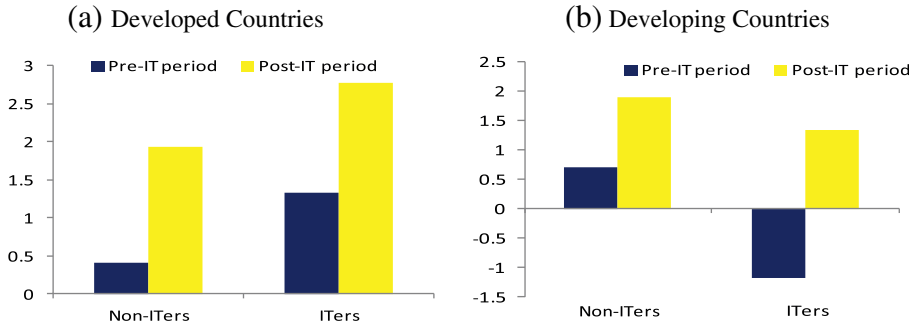 (a) Developed Countries
Pre-IT period
Post-IT period
3
2.5
2
1.5
1
0.5
0
Non-ITers
ITers
(b) Developing Countries
2.5
Pre-IT period
Post-IT period
2
1.5
1
0.5
0
-0.5
-1
-1.5
Non-ITers
ITers